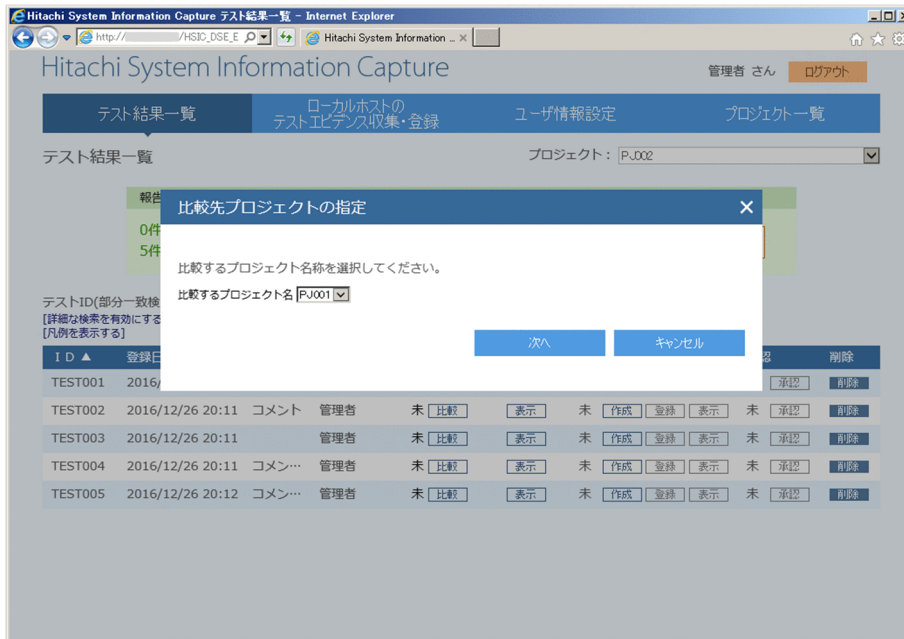 Hitachi System Information Capture テスト結果一覧 - Internet Explorer
http:// /HSIC_DSE_E
Hitachi System Information ...
Hitachi System Information Capture
管理者 さん
ログアウト
テスト結果一覧
ローカルホストの
テストエビデンス収集・登録
ユーザ情報設定
プロジェクト一覧
テスト結果一覧
プロジェクト： PJ002
報告
比較先プロジェクトの指定
0件
5件
比較するプロジェクト名称を選択してください。
比較するプロジェクト名 PJ001
テストID(部分一致検
[詳細な検索を有効にする
[凡例を表示する]
次へ キャンセル
ID ▲ 登録日 削除
TEST001 2016/ 承認 削除
TEST002 2016/12/26 20:11 コメント 管理者 未 比較 表示 未 作成 登録 表示 未 承認 削除
TEST003 2016/12/26 20:11 管理者 未 比較 表示 未 作成 登録 表示 未 承認 削除
TEST004 2016/12/26 20:11 コメン… 管理者 未 比較 表示 未 作成 登録 表示 未 承認 削除
TEST005 2016/12/26 20:12 コメン… 管理者 未 比較 表示 未 作成 登録 表示 未 承認 削除